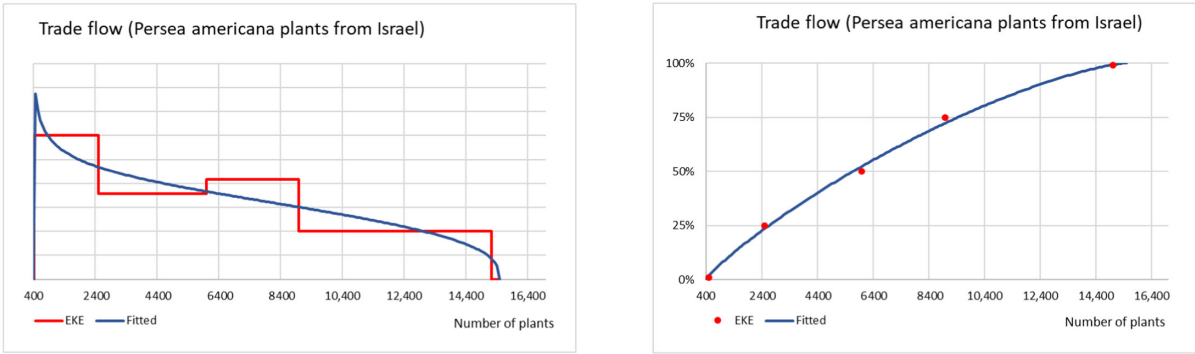 Trade flow (Persea americana plants from Israel)
400 2400 4400 6400 8400 10,400 12,400 14,400 16,400
EKE Fitted Number of plants
Trade flow (Persea americana plants from Israel)
100%
75%
50%
25%
0%
400 2400 4400 6400 8400 10,400 12,400 14,400 16,400
EKE Fitted Number of plants